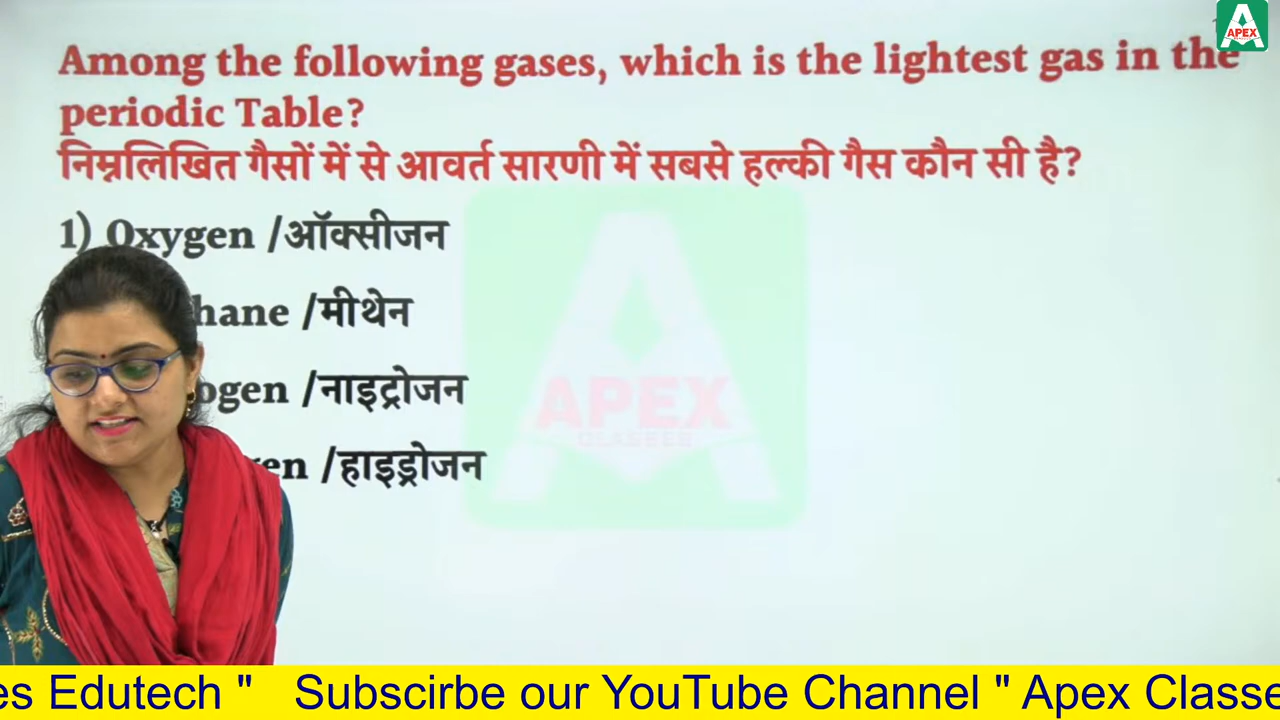 APEX
Among the following gases, which is the lightest gas in the
periodic Table?
निम्नलिखित गैसों में से आवर्त सारणी में सबसे हल्की गैस कौन सी है?
1) Oxygen /ऑक्सीजन
hane /मीथेन
ogen /नाइट्रोजन
en /हाइड्रोजन
APEX
CLASSES
es Edutech " Subscirbe our YouTube Channel " Apex Classe